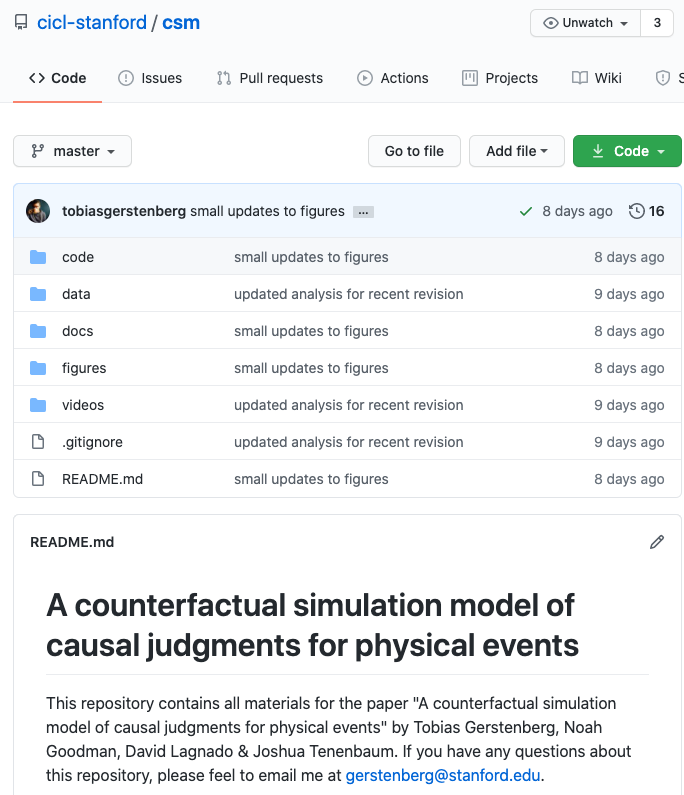 cicl-stanford / csm
Unwatch 3
Code Issues Pull requests Actions Projects Wiki S
master Go to file Add file Code
tobiasgerstenberg small updates to figures ... 8 days ago 16
code small updates to figures 8 days ago
data updated analysis for recent revision 9 days ago
docs small updates to figures 8 days ago
figures small updates to figures 8 days ago
videos updated analysis for recent revision 9 days ago
.gitignore updated analysis for recent revision 9 days ago
README.md small updates to figures 8 days ago
README.md
A counterfactual simulation model of
causal judgments for physical events
This repository contains all materials for the paper "A counterfactual simulation
model of causal judgments for physical events" by Tobias Gerstenberg, Noah
Goodman, David Lagnado & Joshua Tenenbaum. If you have any questions about
this repository, please feel to email me at gerstenberg@stanford.edu.